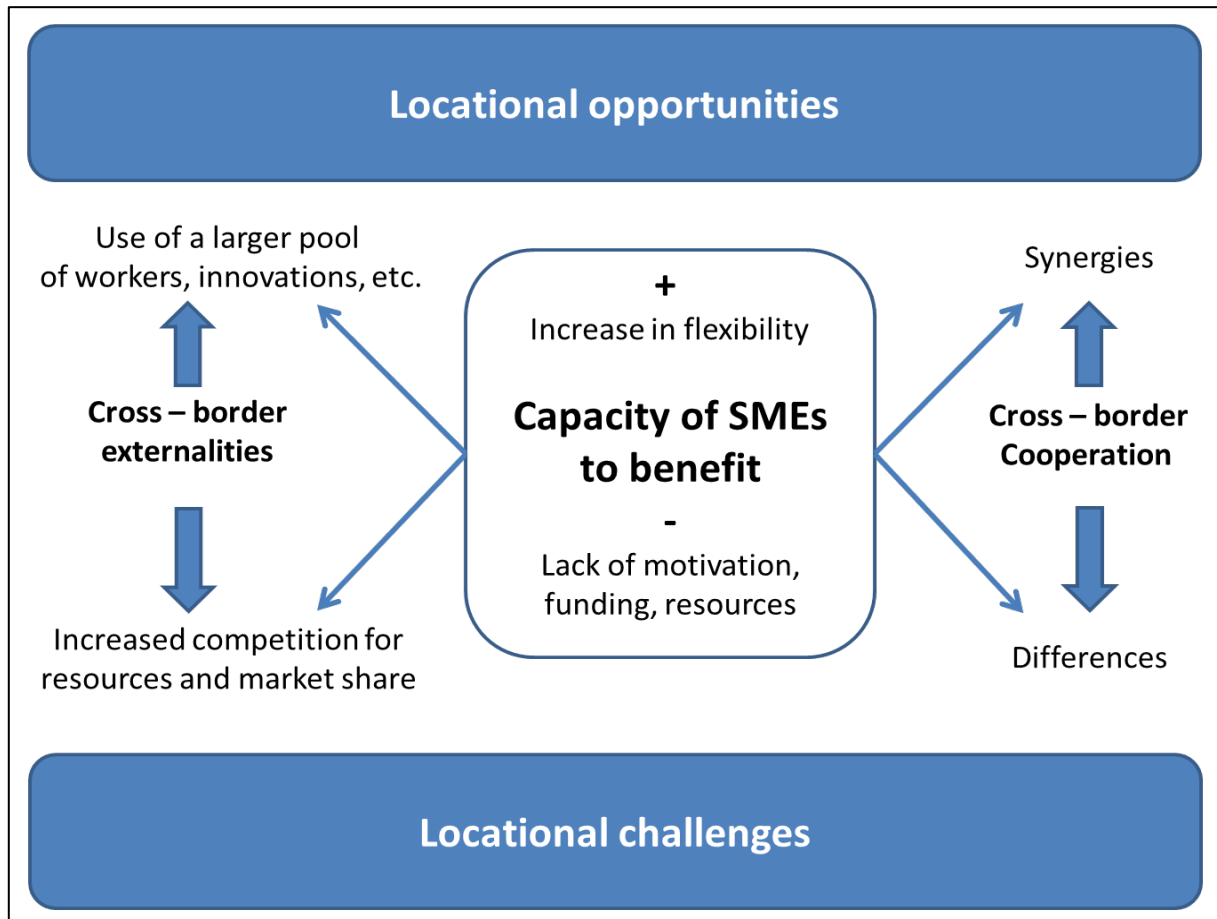 Locational opportunities
Use of a larger pool
of workers, innovations, etc.
Cross – border
externalities
Increased competition for
resources and market share
+
Increase in flexibility
Capacity of SMEs
to benefit
-
Lack of motivation,
funding, resources
Synergies
Cross – border
Cooperation
Differences
Locational challenges